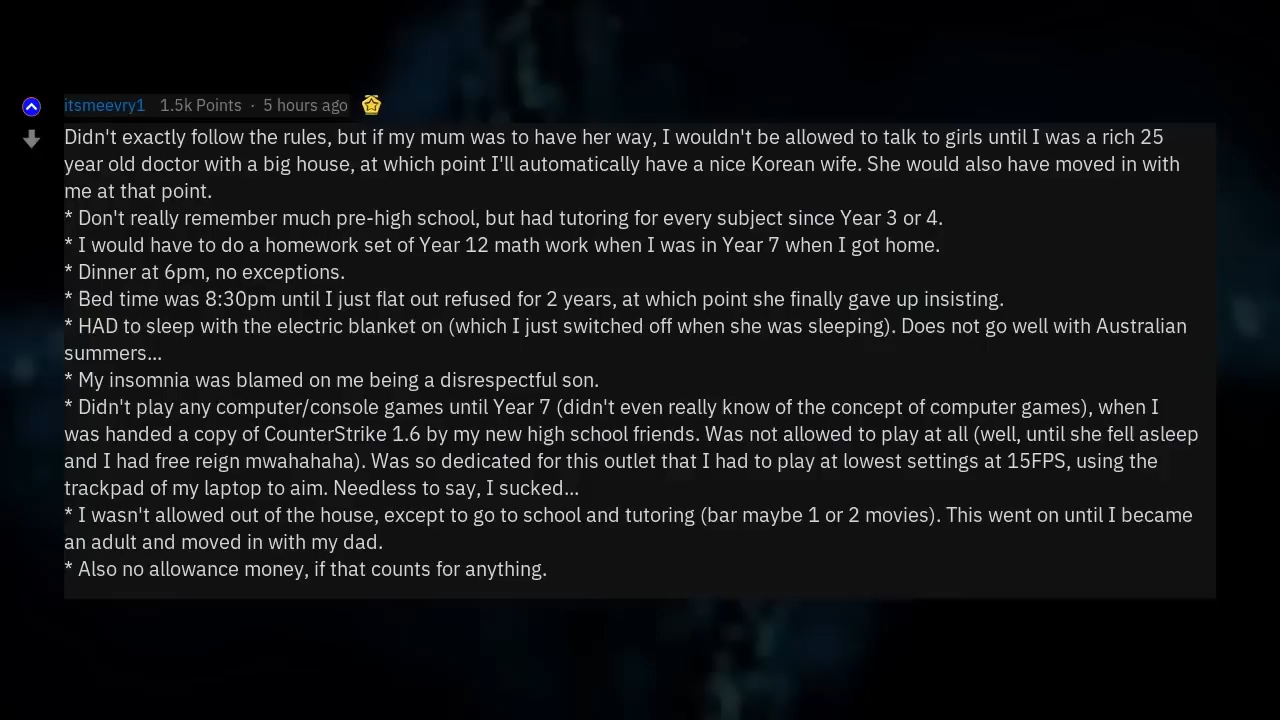 itsmeevry1 1.5k Points · 5 hours ago
Didn't exactly follow the rules, but if my mum was to have her way, I wouldn't be allowed to talk to girls until I was a rich 25
year old doctor with a big house, at which point I'll automatically have a nice Korean wife. She would also have moved in with
me at that point.
* Don't really remember much pre-high school, but had tutoring for every subject since Year 3 or 4.
* I would have to do a homework set of Year 12 math work when I was in Year 7 when I got home.
* Dinner at 6pm, no exceptions.
* Bed time was 8:30pm until I just flat out refused for 2 years, at which point she finally gave up insisting.
* HAD to sleep with the electric blanket on (which I just switched off when she was sleeping). Does not go well with Australian
summers...
* My insomnia was blamed on me being a disrespectful son.
* Didn't play any computer/console games until Year 7 (didn't even really know of the concept of computer games), when I
was handed a copy of CounterStrike 1.6 by my new high school friends. Was not allowed to play at all (well, until she fell asleep
and I had free reign mwahahaha). Was so dedicated for this outlet that I had to play at lowest settings at 15FPS, using the
trackpad of my laptop to aim. Needless to say, I sucked...
* I wasn't allowed out of the house, except to go to school and tutoring (bar maybe 1 or 2 movies). This went on until I became
an adult and moved in with my dad.
* Also no allowance money, if that counts for anything.